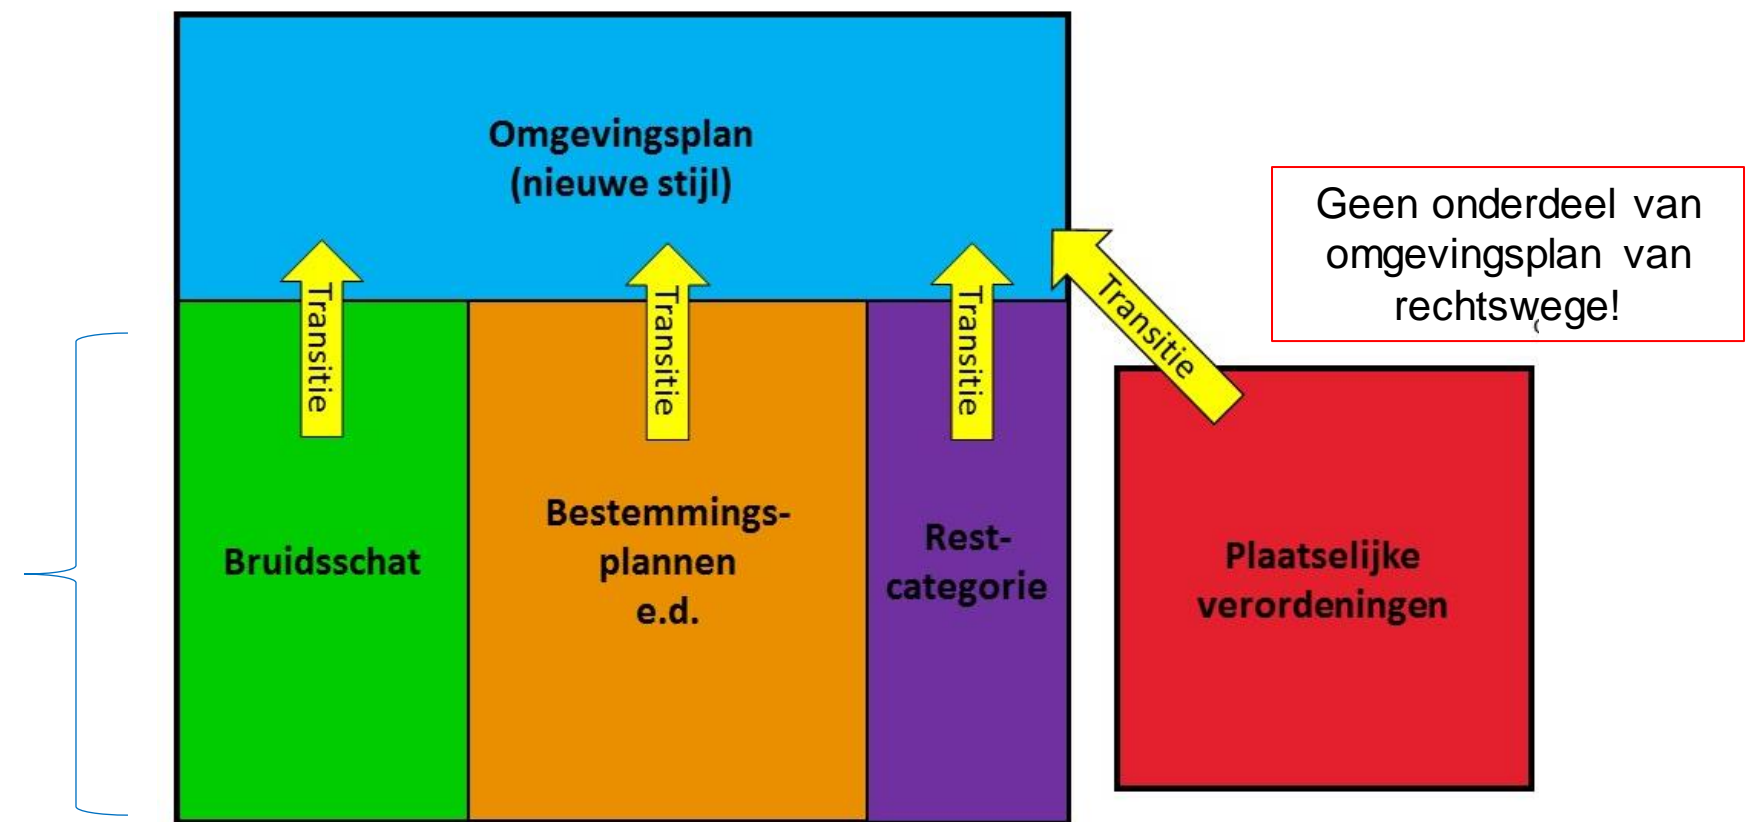 Omgevingsplan
(nieuwe stijl)
Geen onderdeel van
omgevingsplan van
rechtswege!
Transitie
Transitie
Transitie
Transitie
Bruidsschat
Bestemmings-
plannen
e.d.
Rest-
categorie
Plaatselijke
verordeningen